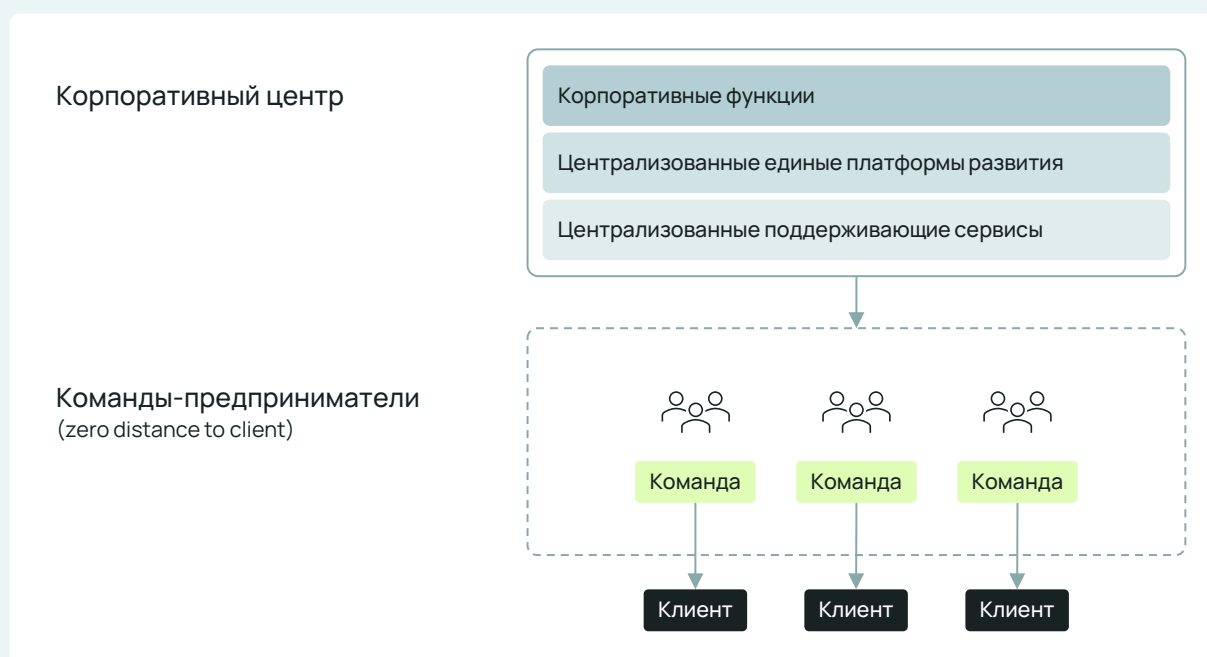 Корпоративный центр
Корпоративные функции
Централизованные единые платформы развития
Централизованные поддерживающие сервисы
Команды-предприниматели
(zero distance to client)
Команда
Команда
Команда
Клиент
Клиент
Клиент